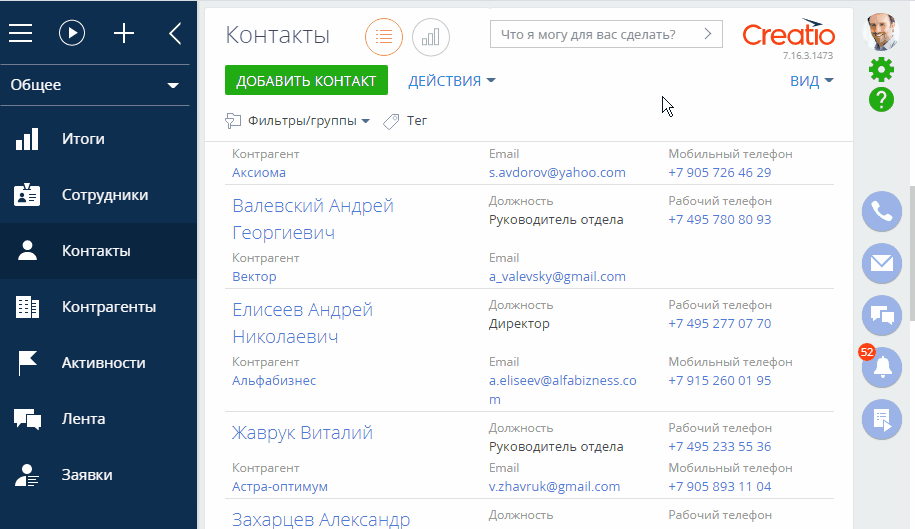 Общее
Итоги
Сотрудники
Контакты
Контрагенты
Активности
Лента
Заявки
Контакты
Что я могу для вас сделать?
Creatio
7.16.3.1473
ДОБАВИТЬ КОНТАКТ
ДЕЙСТВИЯ
ВИД
Фильтры/группы
Тег
Контрагент Email Мобильный телефон
Аксиома s.avdorov@yahoo.com +7 905 726 46 29
Валевский Андрей
Георгиевич
Должность Рабочий телефон
Руководитель отдела +7 495 780 80 93
Контрагент Email
Вектор a_valevsky@gmail.com
Елисеев Андрей
Николаевич
Должность Рабочий телефон
Директор +7 495 277 07 70
Контрагент Email Мобильный телефон
Альфабизнес a.eliseev@alfabizness.co +7 915 260 01 95
m
Жаврук Виталий
Должность Рабочий телефон
Руководитель отдела +7 495 233 55 36
Контрагент Email Мобильный телефон
Астра-оптимум v.zhavruk@gmail.com +7 905 893 11 04
Захарцев Александр Должность Рабочий телефон
?
52